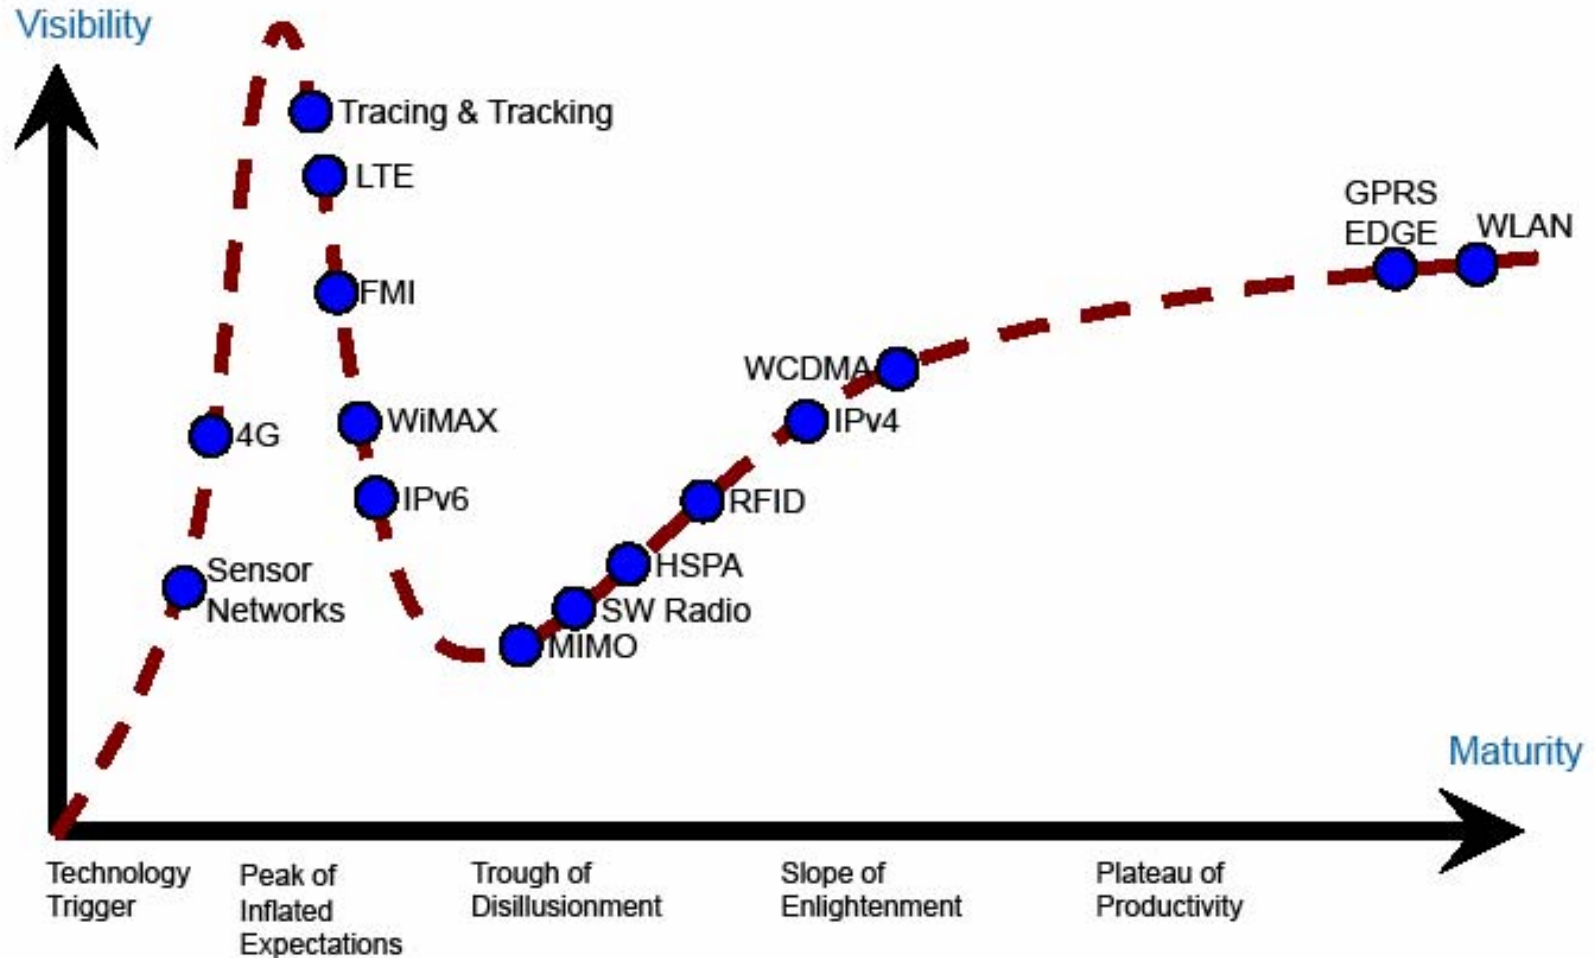 Visibility
Tracing & Tracking
LTE
GPRS
EDGE
WLAN
FMI
WCDMA
4G
WiMAX
IPv4
IPv6
RFID
Sensor
Networks
HSPA
SW Radio
MIMO
Maturity
Technology
Trigger
Peak of
Inflated
Expectations
Trough of
Disillusionment
Slope of
Enlightenment
Plateau of
Productivity